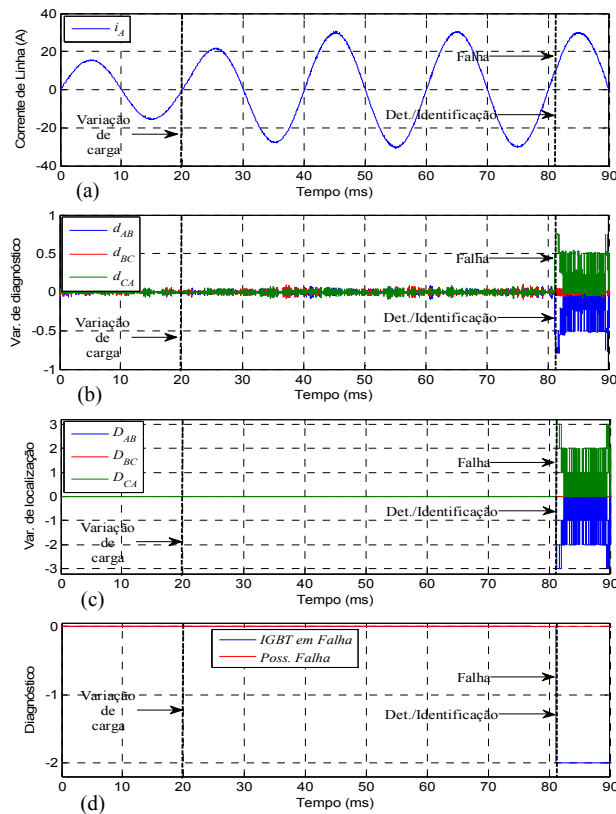 40
20
0
-20
-40
Corrente de Linha (A)
i_A
Variação
de
carga
Falha
Det./Identificação
0 10 20 30 40 50 60 70 80 90
Tempo (ms)
(a)
1
0.5
0
-0.5
-1
Var. de diagnóstico
d_AB
d_BC
d_CA
Variação
de
carga
Falha
Det./Identificação
0 10 20 30 40 50 60 70 80 90
Tempo (ms)
(b)
3
2
1
0
-1
-2
-3
Var. de localização
D_AB
D_BC
D_CA
Variação
de
carga
Falha
Det./Identificação
0 10 20 30 40 50 60 70 80 90
Tempo (ms)
(c)
0
-1
-2
Diagnóstico
IGBT em Falha
Poss. Falha
Variação
de
carga
Falha
Det./Identificação
0 10 20 30 40 50 60 70 80 90
Tempo (ms)
(d)